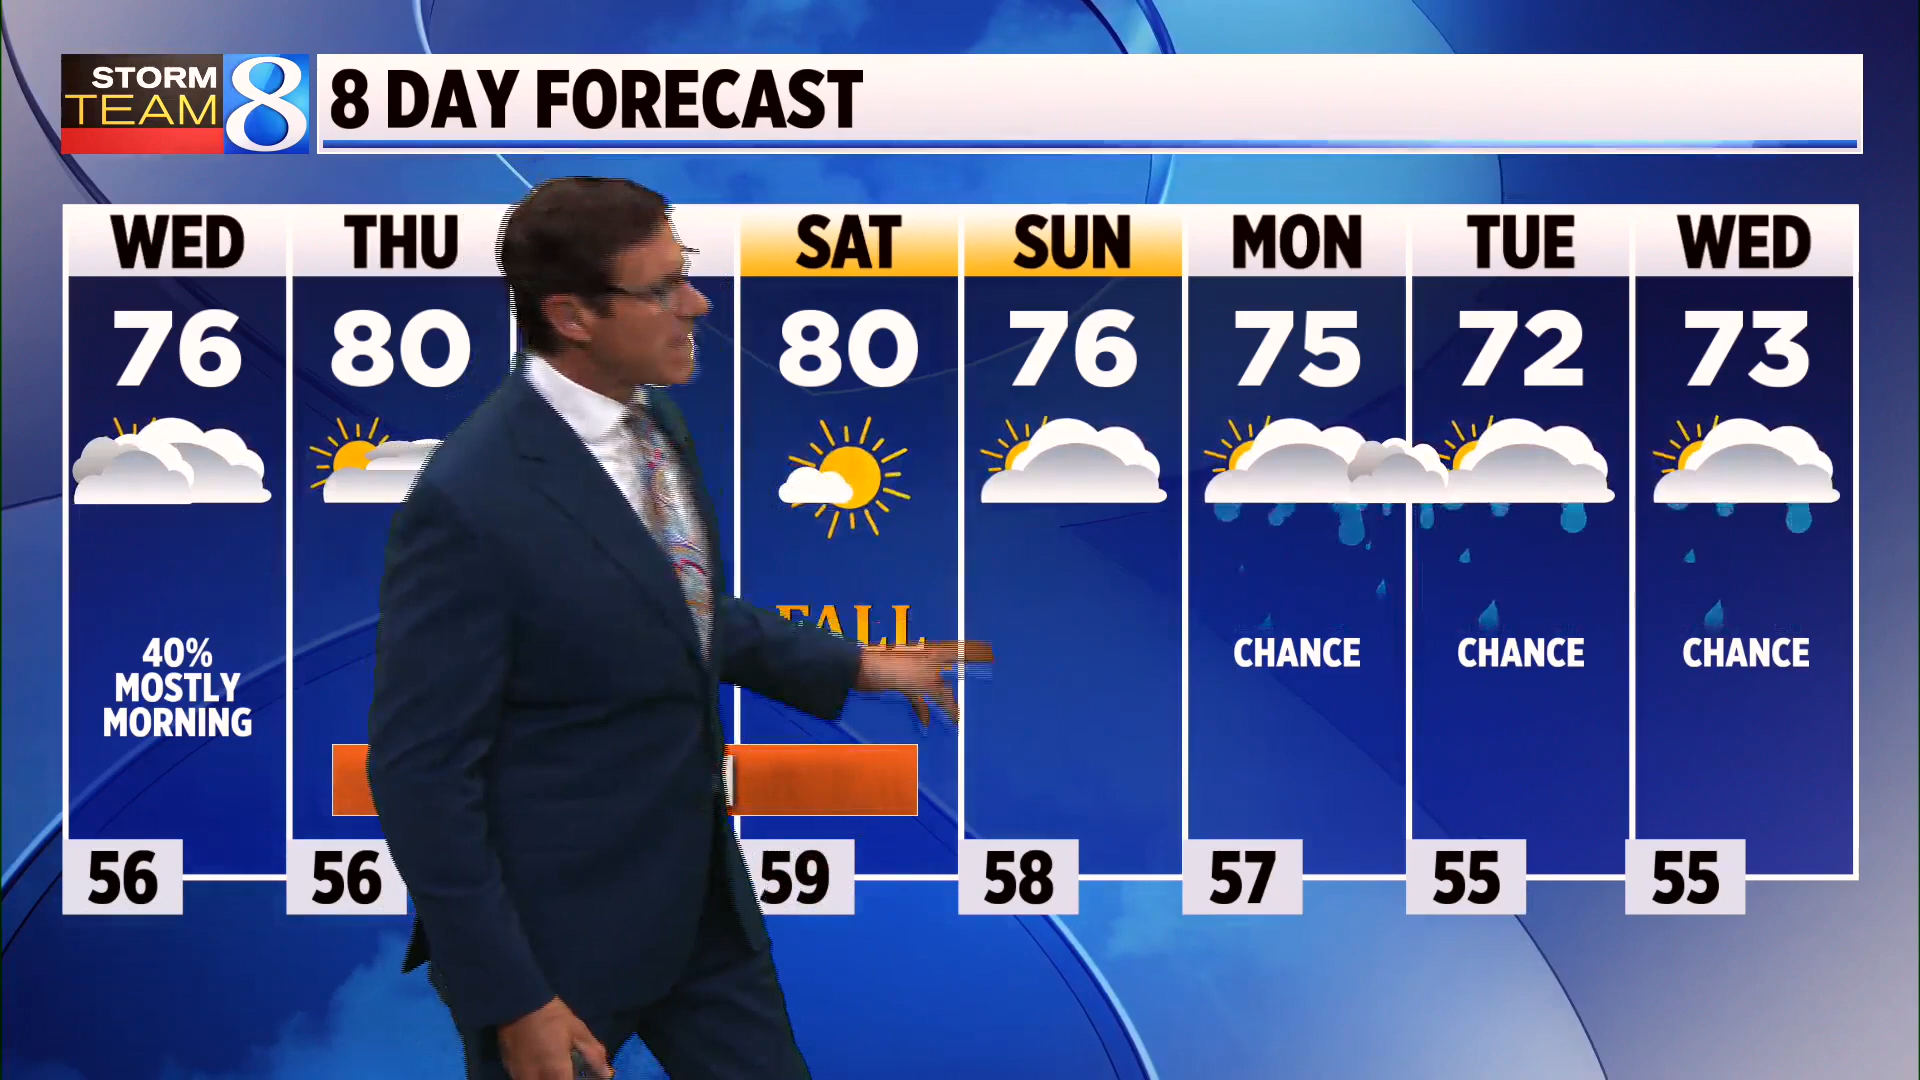 STORM
TEAM
8
8 DAY FORECAST
WED THU SAT SUN MON TUE WED
76 80 80 76 75 72 73
FALL
40%
MOSTLY
MORNING
CHANCE CHANCE CHANCE
56 56 59 58 57 55 55